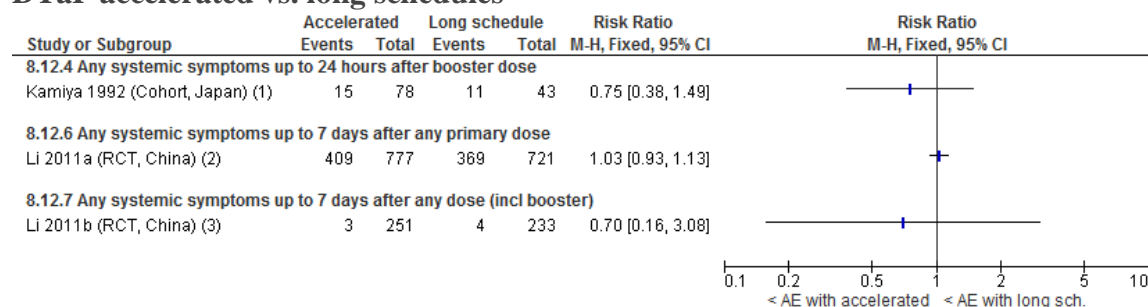 DTaP accelerated vs. long schedules
Accelerated Long schedule Risk Ratio Risk Ratio
Study or Subgroup Events Total Events Total M-H, Fixed, 95% CI M-H, Fixed, 95% CI
8.12.4 Any systemic symptoms up to 24 hours after booster dose
Kamiya 1992 (Cohort, Japan) (1) 15 78 11 43 0.75 [0.38, 1.49]
8.12.6 Any systemic symptoms up to 7 days after any primary dose
Li 2011a (RCT, China) (2) 409 777 369 721 1.03 [0.93, 1.13]
8.12.7 Any systemic symptoms up to 7 days after any dose (incl booster)
Li 2011b (RCT, China) (3) 3 251 4 233 0.70 [0.16, 3.08]
0.1 0.2 0.5 1 2 5 10
< AE with accelerated < AE with long sch.